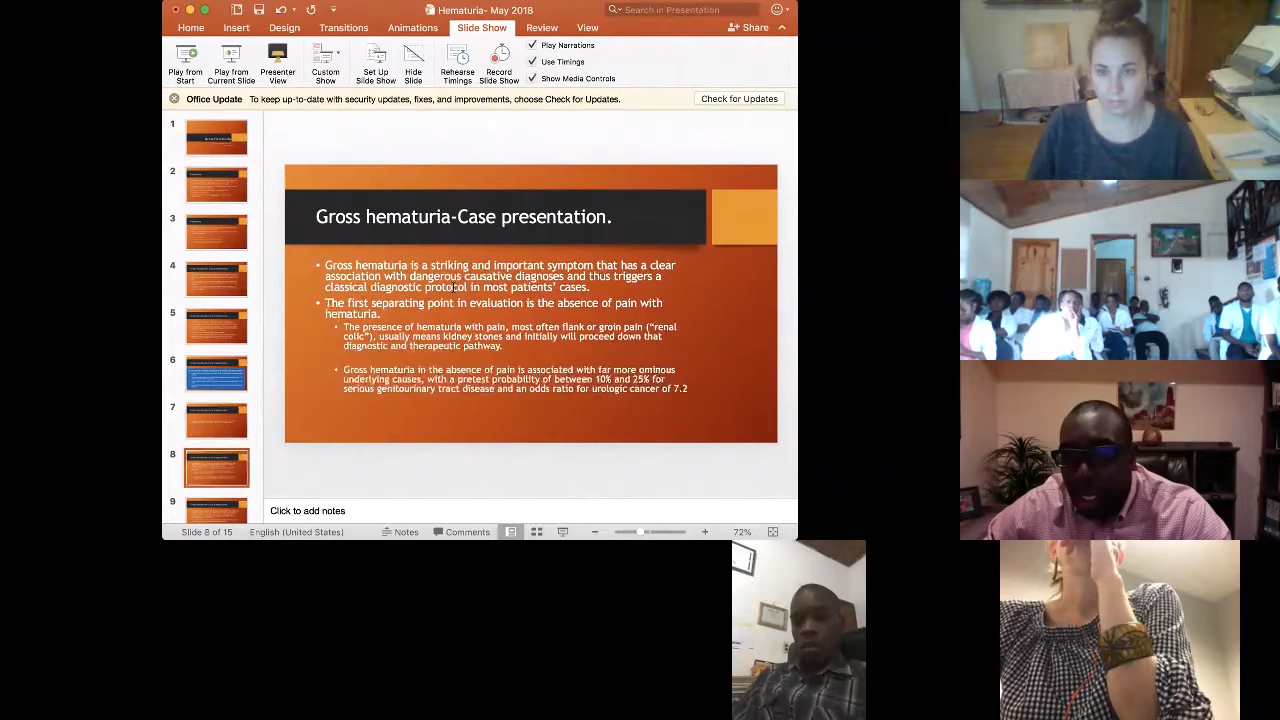 Hematuria- May 2018
Search in Presentation
Home Insert Design Transitions Animations Slide Show Review View
Share
Play from Start
Play from Current Slide
Presenter View
Custom Show
Set Up Slide Show
Hide Slide
Rehearse Timings
Record Slide Show
Play Narrations
Use Timings
Show Media Controls
Office Update To keep up-to-date with security updates, fixes, and improvements, choose Check for Updates.
Check for Updates
1
2
3
4
5
6
7
8
9
Gross hematuria-Case presentation.
Gross hematuria is a striking and important symptom that has a clear
association with dangerous causative diagnoses and thus triggers a
classical diagnostic protocol in most patients' cases.
The first separating point in evaluation is the absence of pain with
hematuria.
The presence of hematuria with pain, most often flank or groin pain ("renal
colic"), usually means kidney stones and initially will proceed down that
diagnostic and therapeutic pathway.
Gross hematuria in the absence of pain is associated with far more ominous
underlying causes, with a pretest probability of between 10% and 25% for
serious genitourinary tract disease and an odds ratio for urologic cancer of 7.2
Click to add notes
Slide 8 of 15 English (United States) Notes Comments 72%